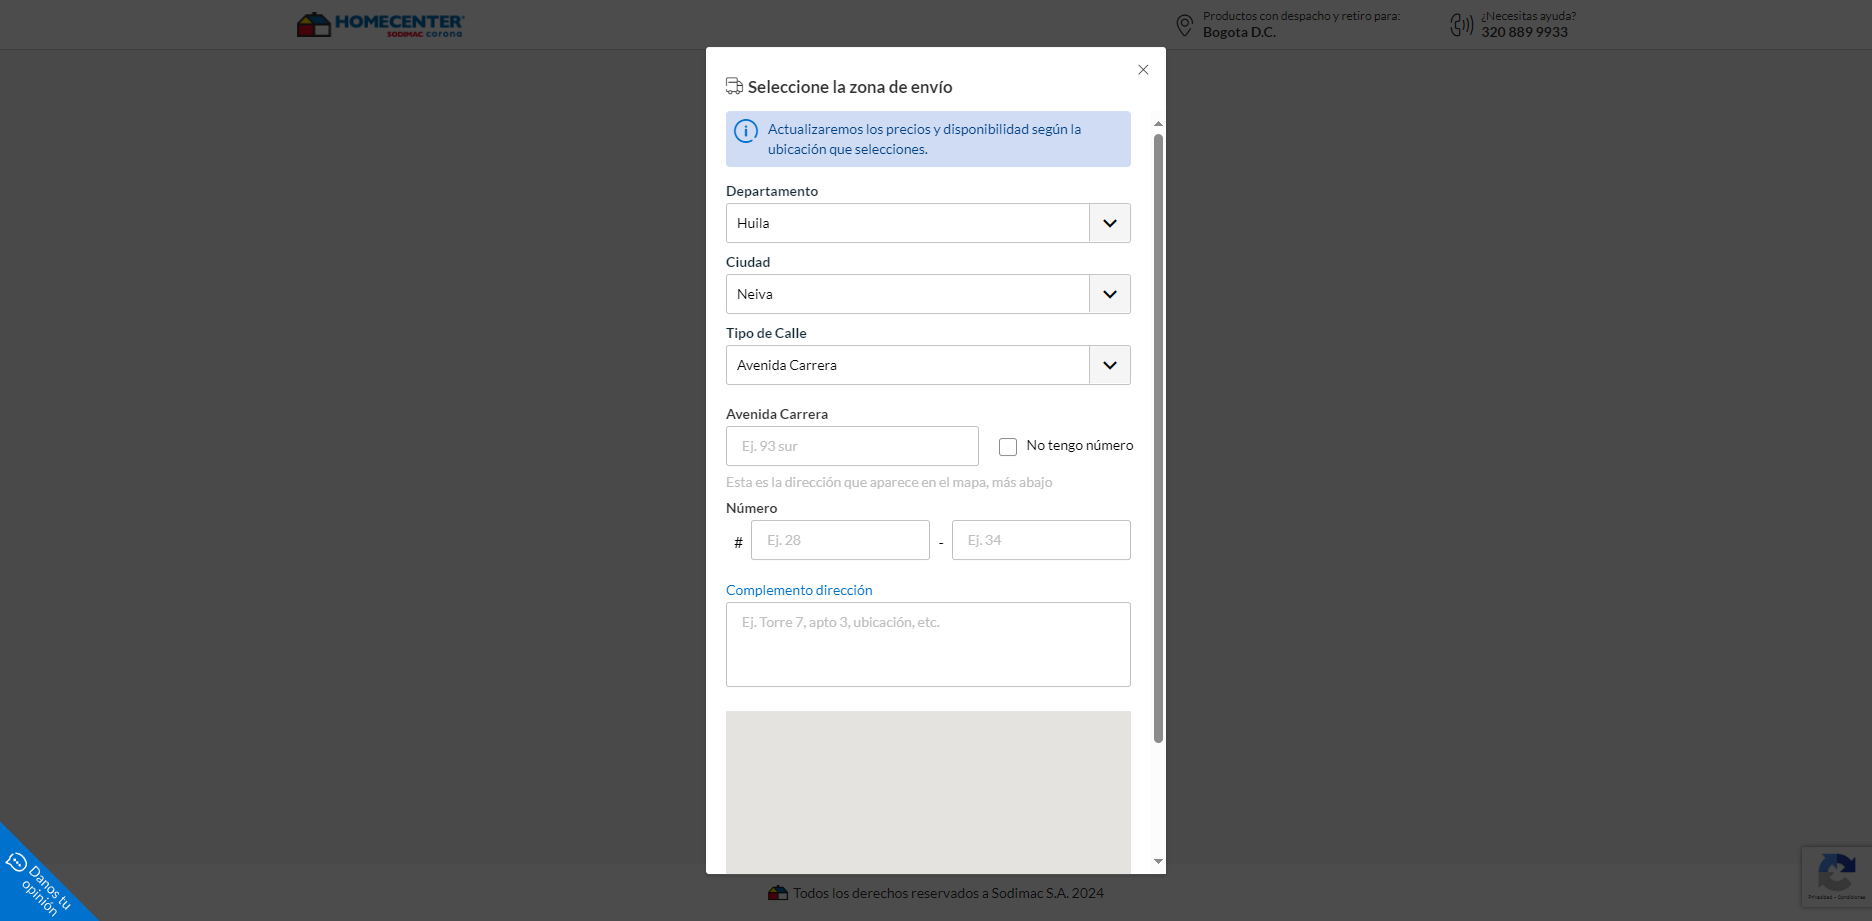 HOMECENTER
SODIMAC corona
Productos con despacho y retiro para:
Bogota D.C.
¿Necesitas ayuda?
320 889 9933
Seleccione la zona de envío
Actualizaremos los precios y disponibilidad según la
ubicación que selecciones.
Departamento
Huila
Ciudad
Neiva
Tipo de Calle
Avenida Carrera
Avenida Carrera
Ej. 93 sur
No tengo número
Esta es la dirección que aparece en el mapa, más abajo
Número
# Ej. 28 - Ej. 34
Complemento dirección
Ej. Torre 7, apto 3, ubicación, etc.
Danos tu
opinión
Todos los derechos reservados a Sodimac S.A. 2024
Privacidad - Condiciones